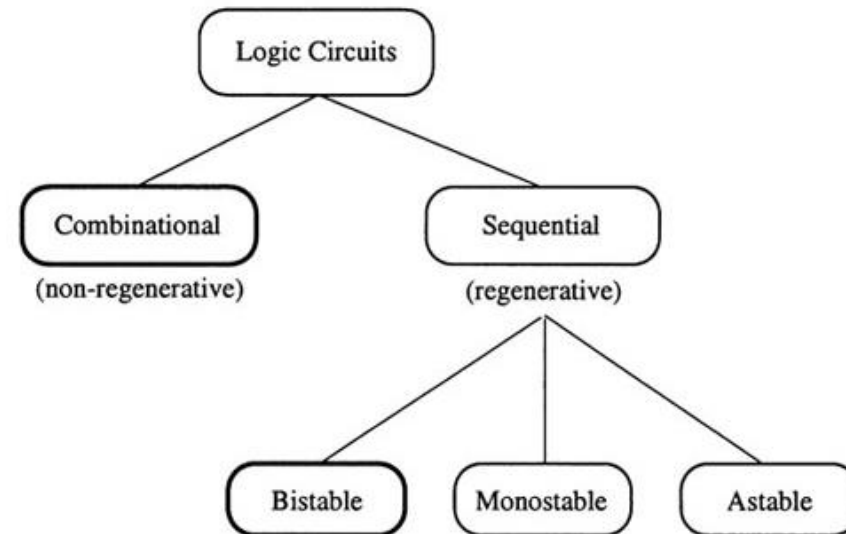 Logic Circuits
Combinational
Sequential
(non-regenerative)
(regenerative)
Bistable
Monostable
Astable